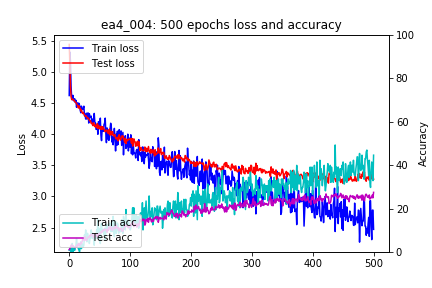 ea4_004: 500 epochs loss and accuracy
Train loss
Test loss
Train acc
Test acc
Loss
5.5
5.0
4.5
4.0
3.5
3.0
2.5
Accuracy
100
80
60
40
20
0
0
100
200
300
400
500